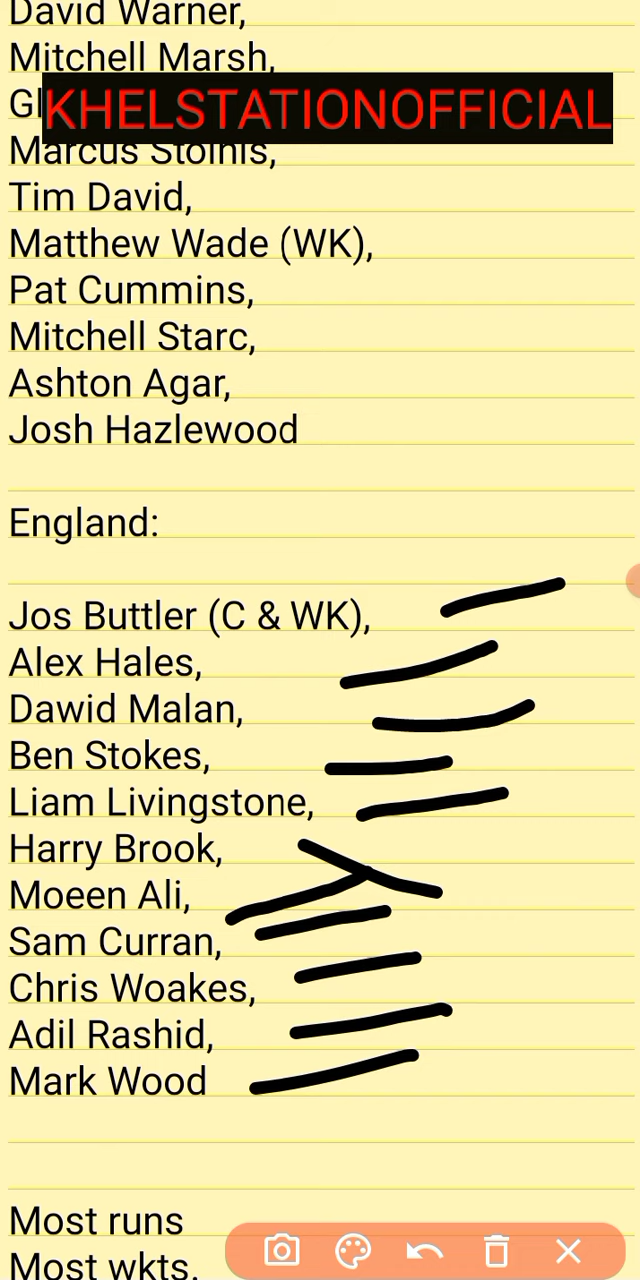 David Warner,
Mitchell Marsh,
KHELSTATIONOFFICIAL
Marcus Stoinis,
Tim David,
Matthew Wade (WK),
Pat Cummins,
Mitchell Starc,
Ashton Agar,
Josh Hazlewood
England:
Jos Buttler (C & WK),
Alex Hales,
Dawid Malan,
Ben Stokes,
Liam Livingstone,
Harry Brook,
Moeen Ali,
Sam Curran,
Chris Woakes,
Adil Rashid,
Mark Wood
Most runs
Most wkts.